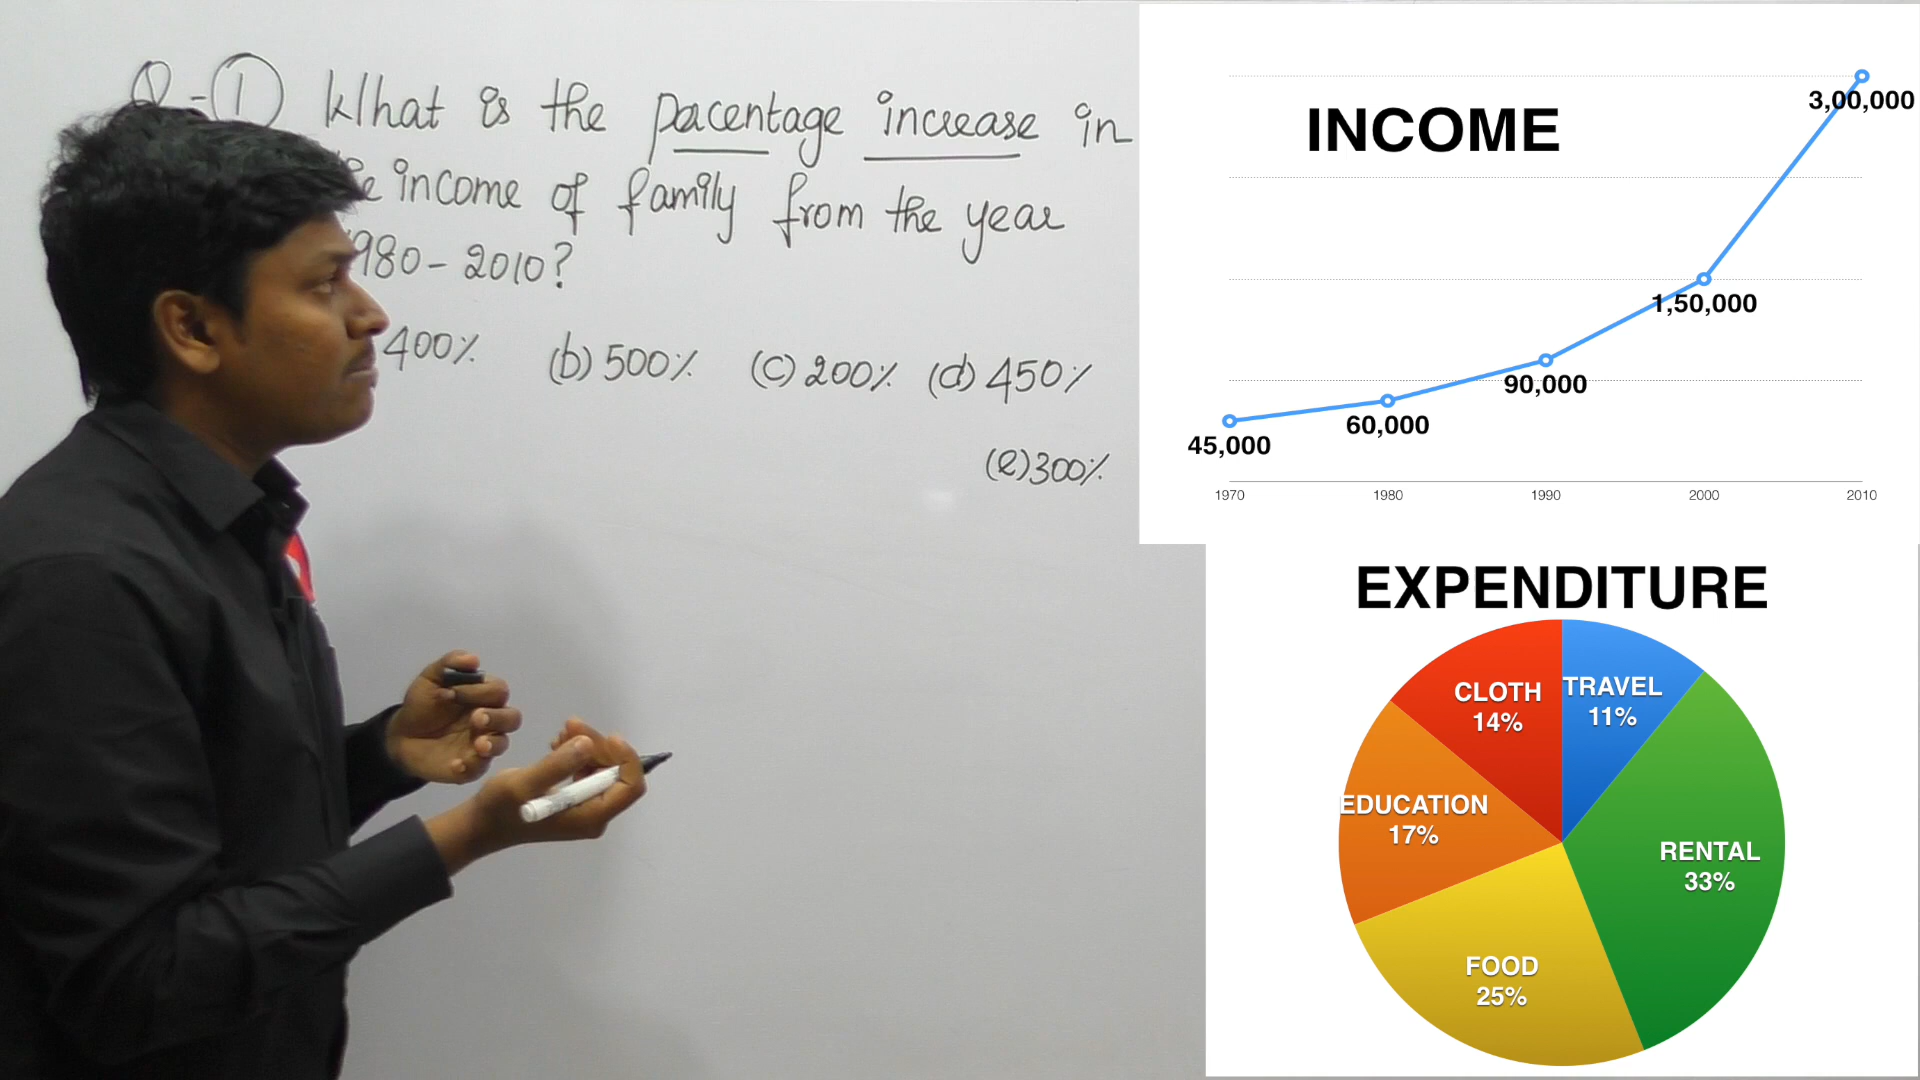 Q-① What is the pacentage increase in
income of family from the year
1980-2010?
400% (b) 500% (c) 200% (d) 450%
(e) 300%
INCOME
3,00,000
1,50,000
90,000
60,000
45,000
1970 1980 1990 2000 2010
EXPENDITURE
CLOTH
14%
TRAVEL
11%
EDUCATION
17%
RENTAL
33%
FOOD
25%